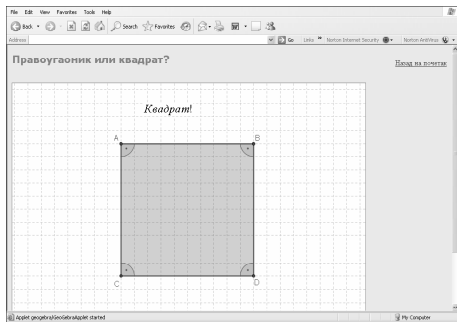 File Edit View Favorites Tools Help
Back Search Favorites
Address Go Links » Norton Internet Security Norton AntiVirus
Правоугаоник или квадрат?
Назад на почетак
Квадрат!
A B
C D
Applet geogebra/GeoGebraApplet started My Computer